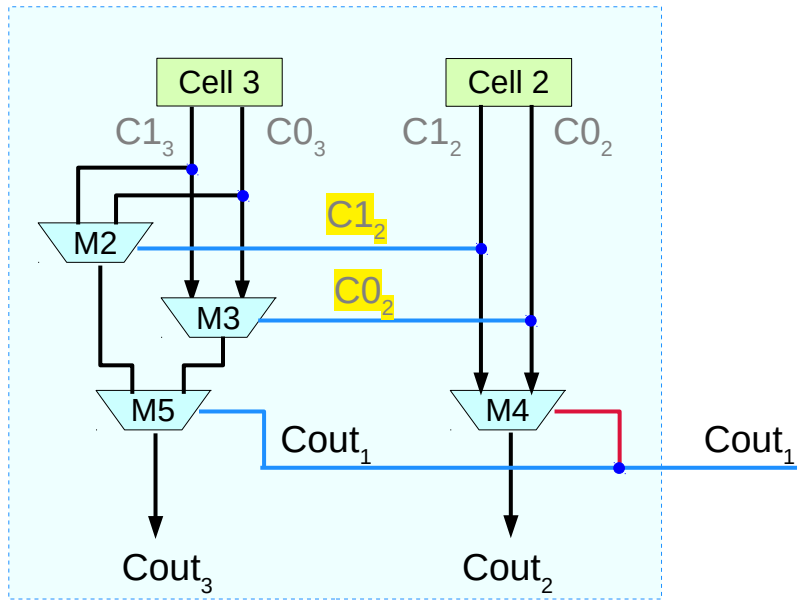 Cell 3
Cell 2
C1₃
C0₃
C1₂
C0₂
C1₂
M2
C0₂
M3
M5
M4
Cout₁
Cout₁
Cout₃
Cout₂